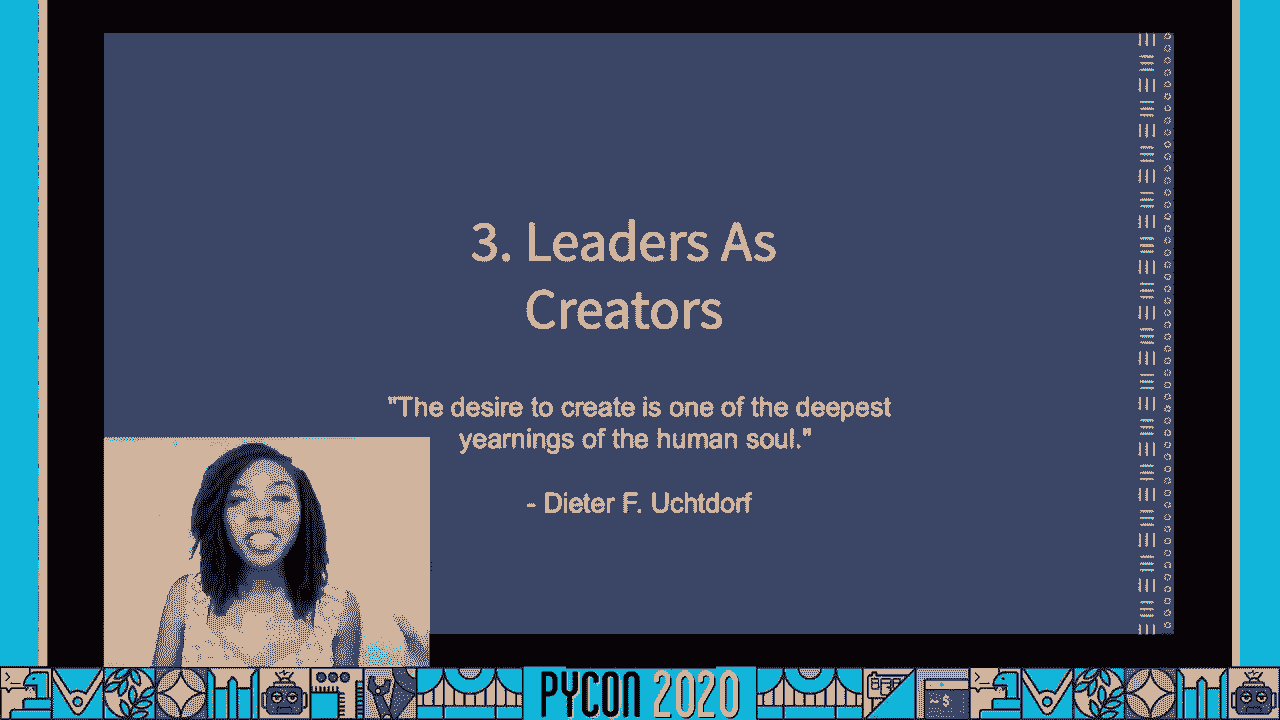 3. Leaders As
Creators
"The desire to create is one of the deepest
yearnings of the human soul."
- Dieter F. Uchtdorf
PYCON 2020
~ $